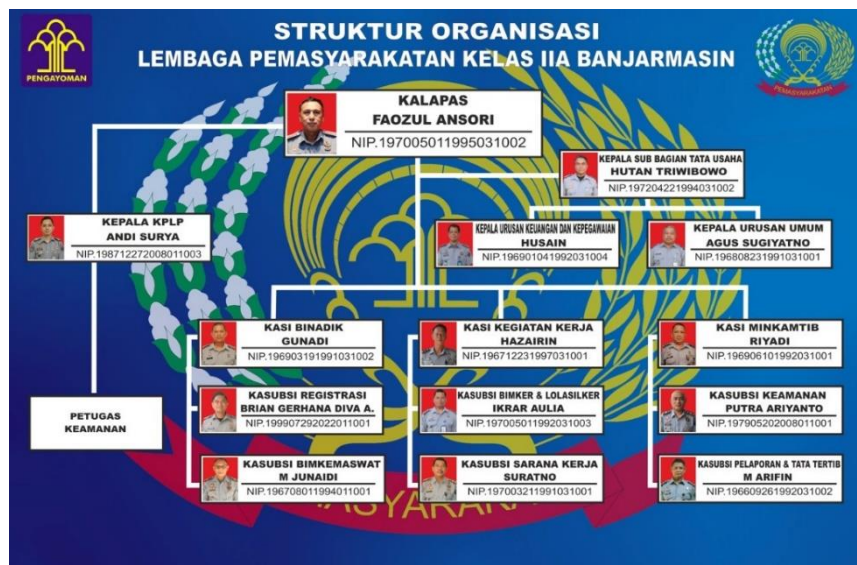 STRUKTUR ORGANISASI
LEMBAGA PEMASYARAKATAN KELAS IIA BANJARMASIN
PENGAYOMAN
PEMASYARAKATAN
KALAPAS
FAOZUL ANSORI
NIP.197005011995031002
KEPALA SUB BAGIAN TATA USAHA
HUTAN TRIWIBOWO
NIP.197204221994031002
KEPALA KPLP
ANDI SURYA
NIP.198712272008011003
KEPALA URUSAN KEUANGAN DAN KEPEGAWAIAN
HUSAIN
NIP.196901041992031004
KEPALA URUSAN UMUM
AGUS SUGIYATNO
NIP.196808231991031001
KASI BINADIK
GUNADI
NIP.196903191991031002
KASI KEGIATAN KERJA
HAZAIRIN
NIP.196712231997031001
KASI MINKAMTIB
RIYADI
NIP.196906101992031001
PETUGAS
KEAMANAN
KASUBSI REGISTRASI
BRIAN GERHANA DIVA A.
NIP.199907292022011001
KASUBSI BIMKER & LOLASILKER
IKRAR AULIA
NIP.197005011992031003
KASUBSI KEAMANAN
PUTRA ARIYANTO
NIP.197905202008011001
KASUBSI BIMKEMASWAT
M JUNAIDI
NIP.196708011994011001
KASUBSI SARANA KERJA
SURATNO
NIP.197003211991031001
KASUBSI PELAPORAN & TATA TERTIB
M ARIFIN
NIP.196609261992031002